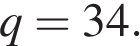 q = 34.